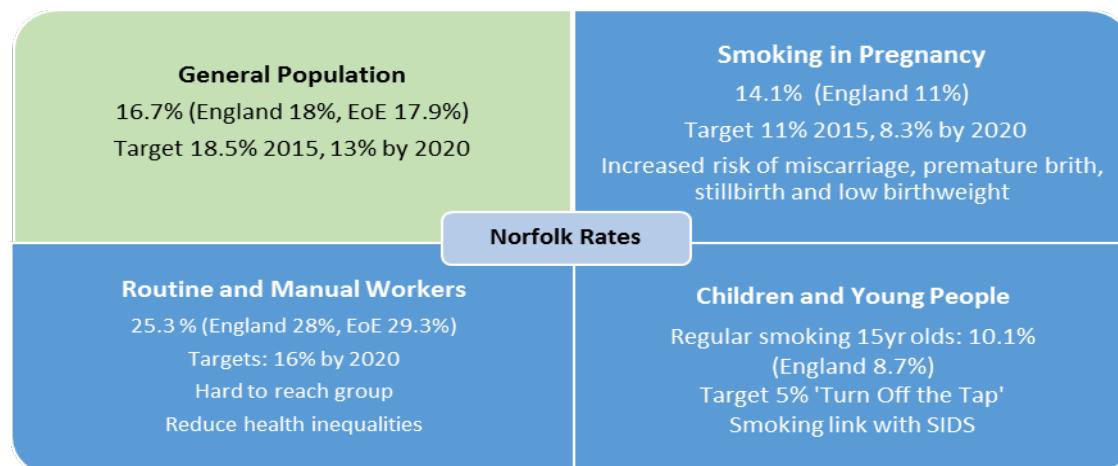 General Population
16.7% (England 18%, EoE 17.9%)
Target 18.5% 2015, 13% by 2020
Smoking in Pregnancy
14.1% (England 11%)
Target 11% 2015, 8.3% by 2020
Increased risk of miscarriage, premature brith,
stillbirth and low birthweight
Norfolk Rates
Routine and Manual Workers
25.3 % (England 28%, EoE 29.3%)
Targets: 16% by 2020
Hard to reach group
Reduce health inequalities
Children and Young People
Regular smoking 15yr olds: 10.1%
(England 8.7%)
Target 5% 'Turn Off the Tap'
Smoking link with SIDS